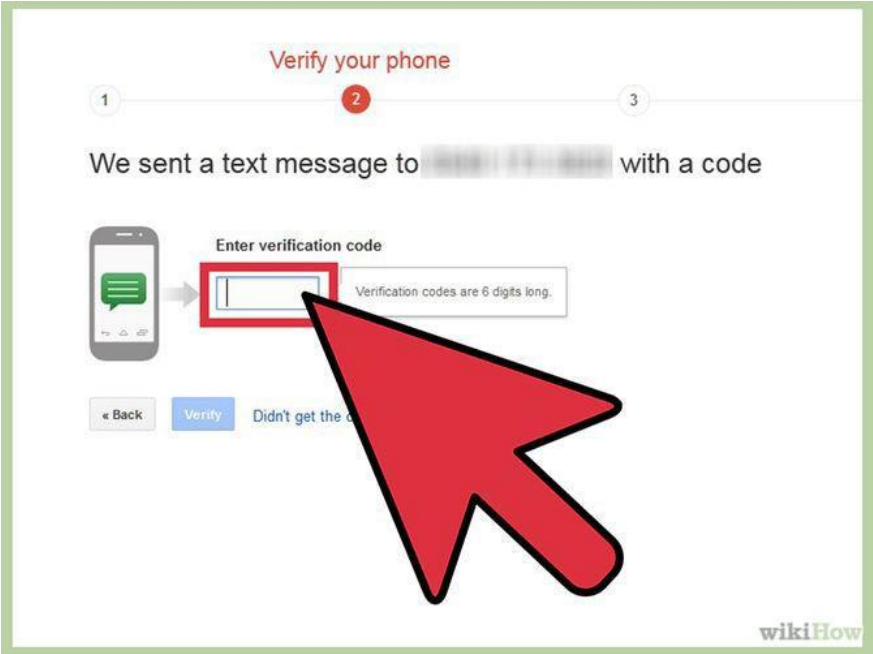 Verify your phone
1 2 3
We sent a text message to with a code
Enter verification code
Verification codes are 6 digits long.
« Back Verify Didn't get the
wikiHow